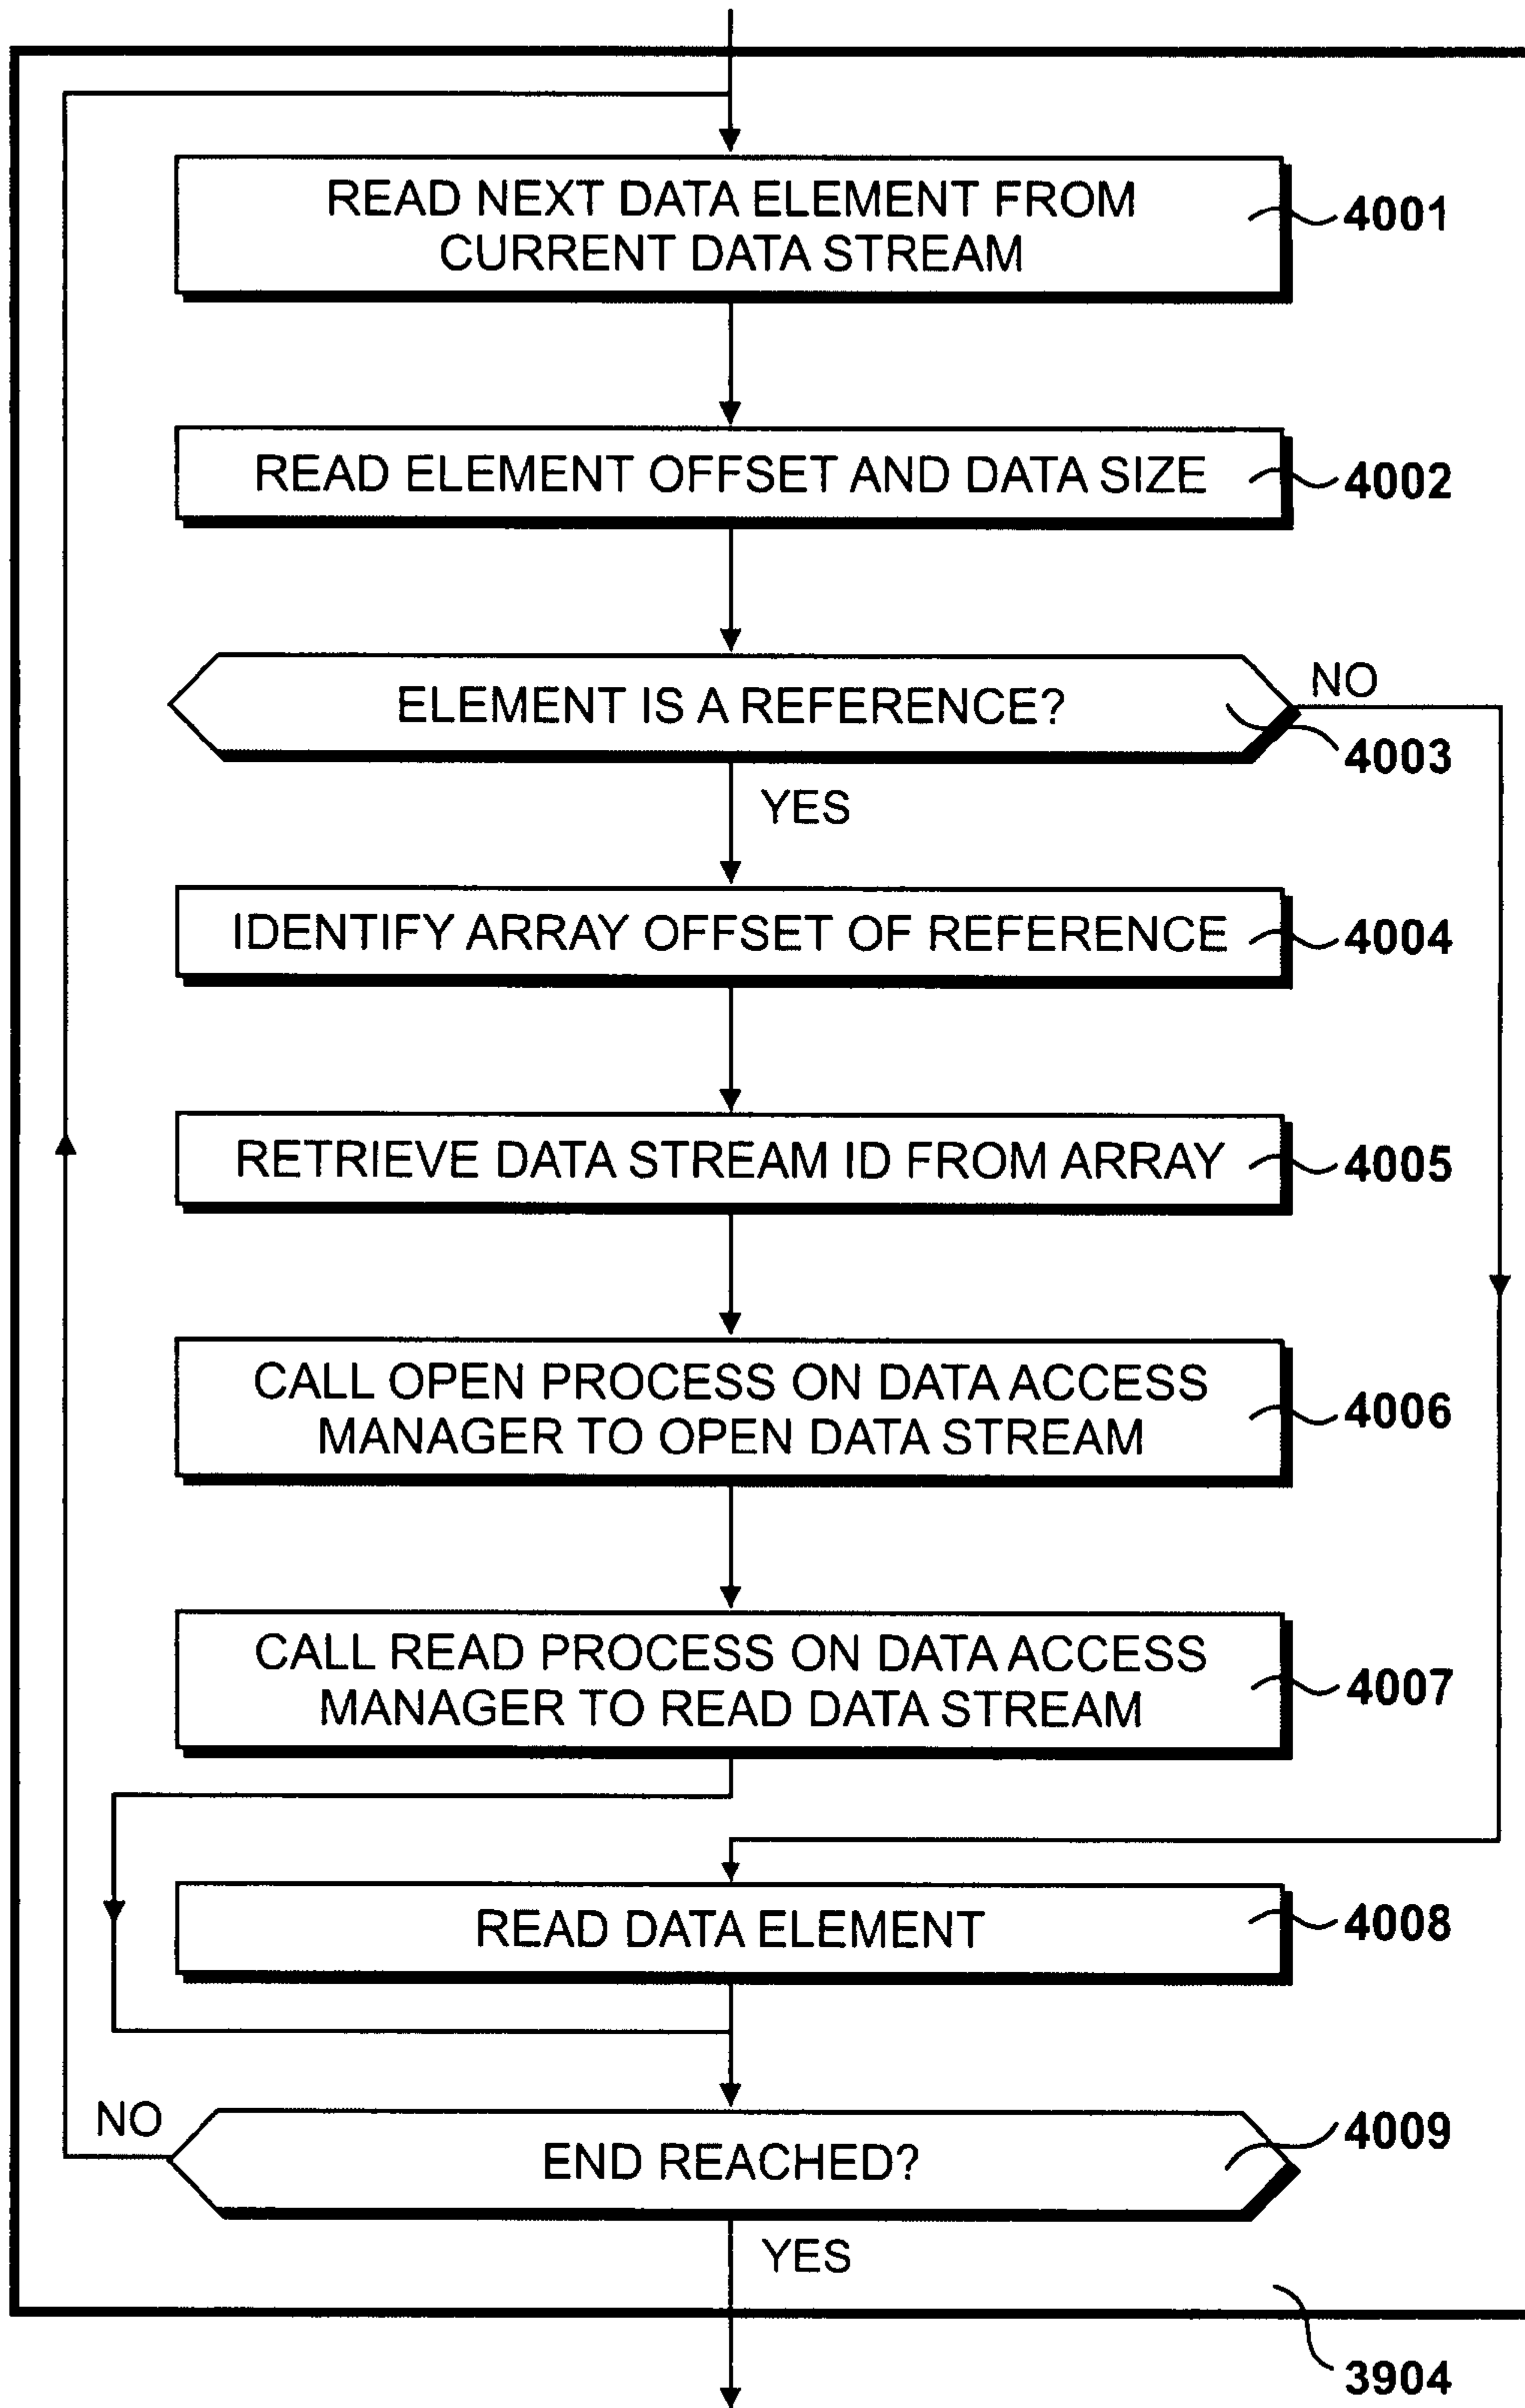 READ NEXT DATA ELEMENT FROM
CURRENT DATA STREAM
4001
READ ELEMENT OFFSET AND DATA SIZE
4002
ELEMENT IS A REFERENCE?
NO
4003
YES
IDENTIFY ARRAY OFFSET OF REFERENCE
4004
RETRIEVE DATA STREAM ID FROM ARRAY
4005
CALL OPEN PROCESS ON DATA ACCESS
MANAGER TO OPEN DATA STREAM
4006
CALL READ PROCESS ON DATA ACCESS
MANAGER TO READ DATA STREAM
4007
READ DATA ELEMENT
4008
NO
END REACHED?
4009
YES
3904